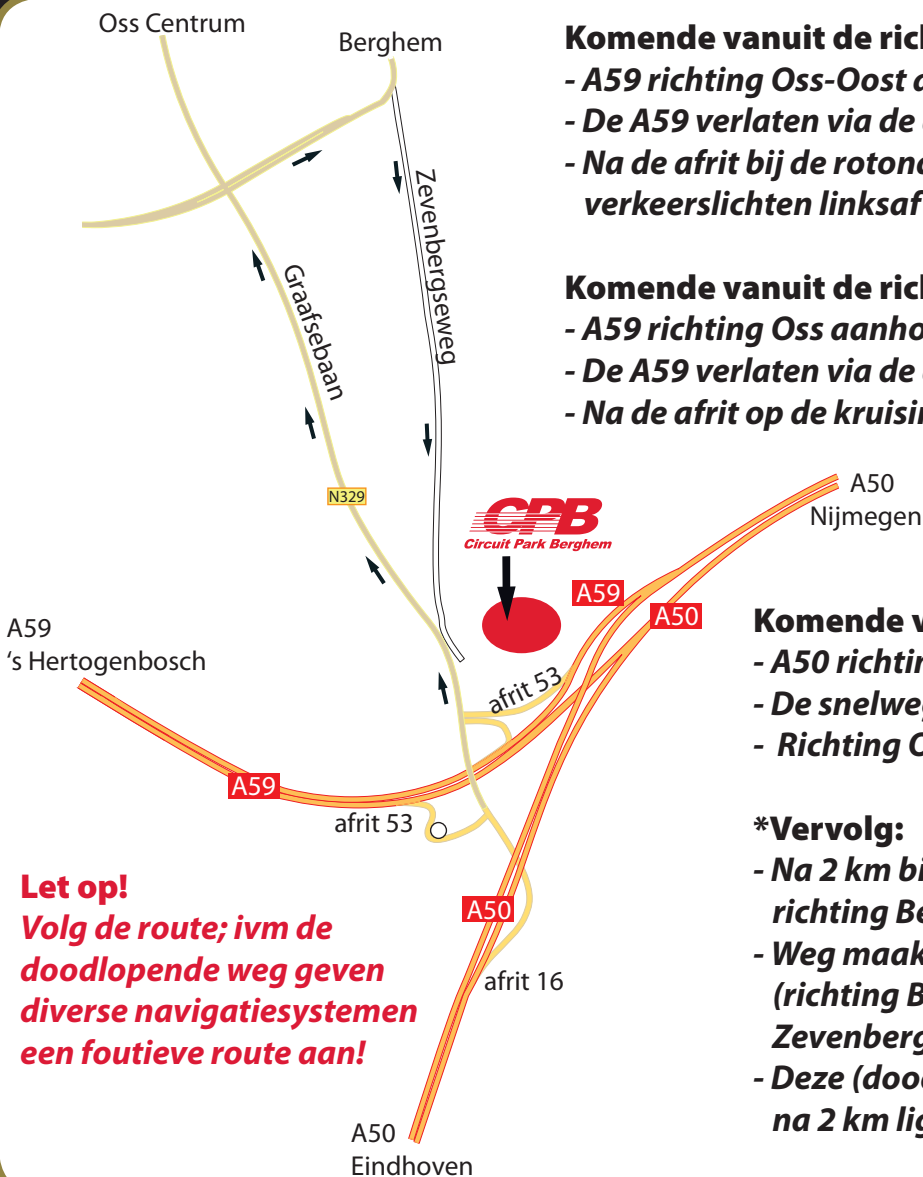 Oss Centrum
Berghem
Zevenbergseweg
Graafsebaan
N329
CPB
Circuit Park Berghem
A50
Nijmegen
A59
A50
A59
's Hertogenbosch
afrit 53
A59
afrit 53
A50
afrit 16
A50
Eindhoven
Let op!
Volg de route; ivm de
doodlopende weg geven
diverse navigatiesystemen
een foutieve route aan!
Komende vanuit de rich
- A59 richting Oss-Oost
- De A59 verlaten via de
- Na de afrit bij de rotond
verkeerslichten linksaf
Komende vanuit de rich
- A59 richting Oss aanho
- De A59 verlaten via de
- Na de afrit op de kruisin
Komende v
- A50 richtin
- De snelweg
- Richting O
*Vervolg:
- Na 2 km bi
richting Be
- Weg maak
(richting B
Zevenberg
- Deze (dood
na 2 km lig